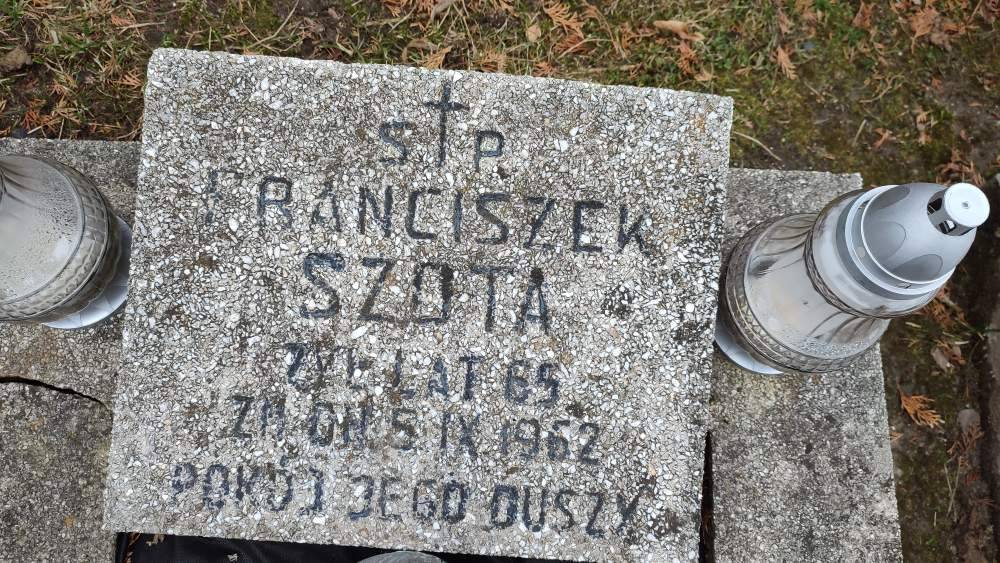 S P
FRANCISZEK
SZOTA
ŻYŁ LAT 65
ZM DN 5 IX 1962
POKÓJ JEGO DUSZY